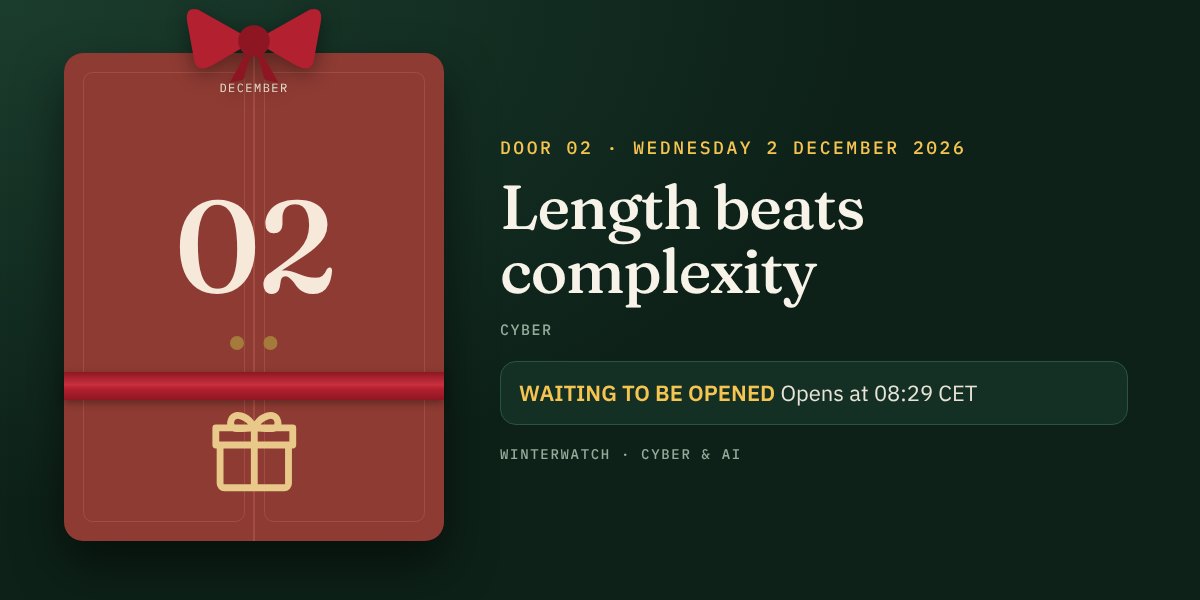 DECEMBER
02
DOOR 02 · WEDNESDAY 2 DECEMBER 2026
Length beats
complexity
CYBER
WAITING TO BE OPENED Opens at 08:29 CET
WINTERWATCH · CYBER & AI